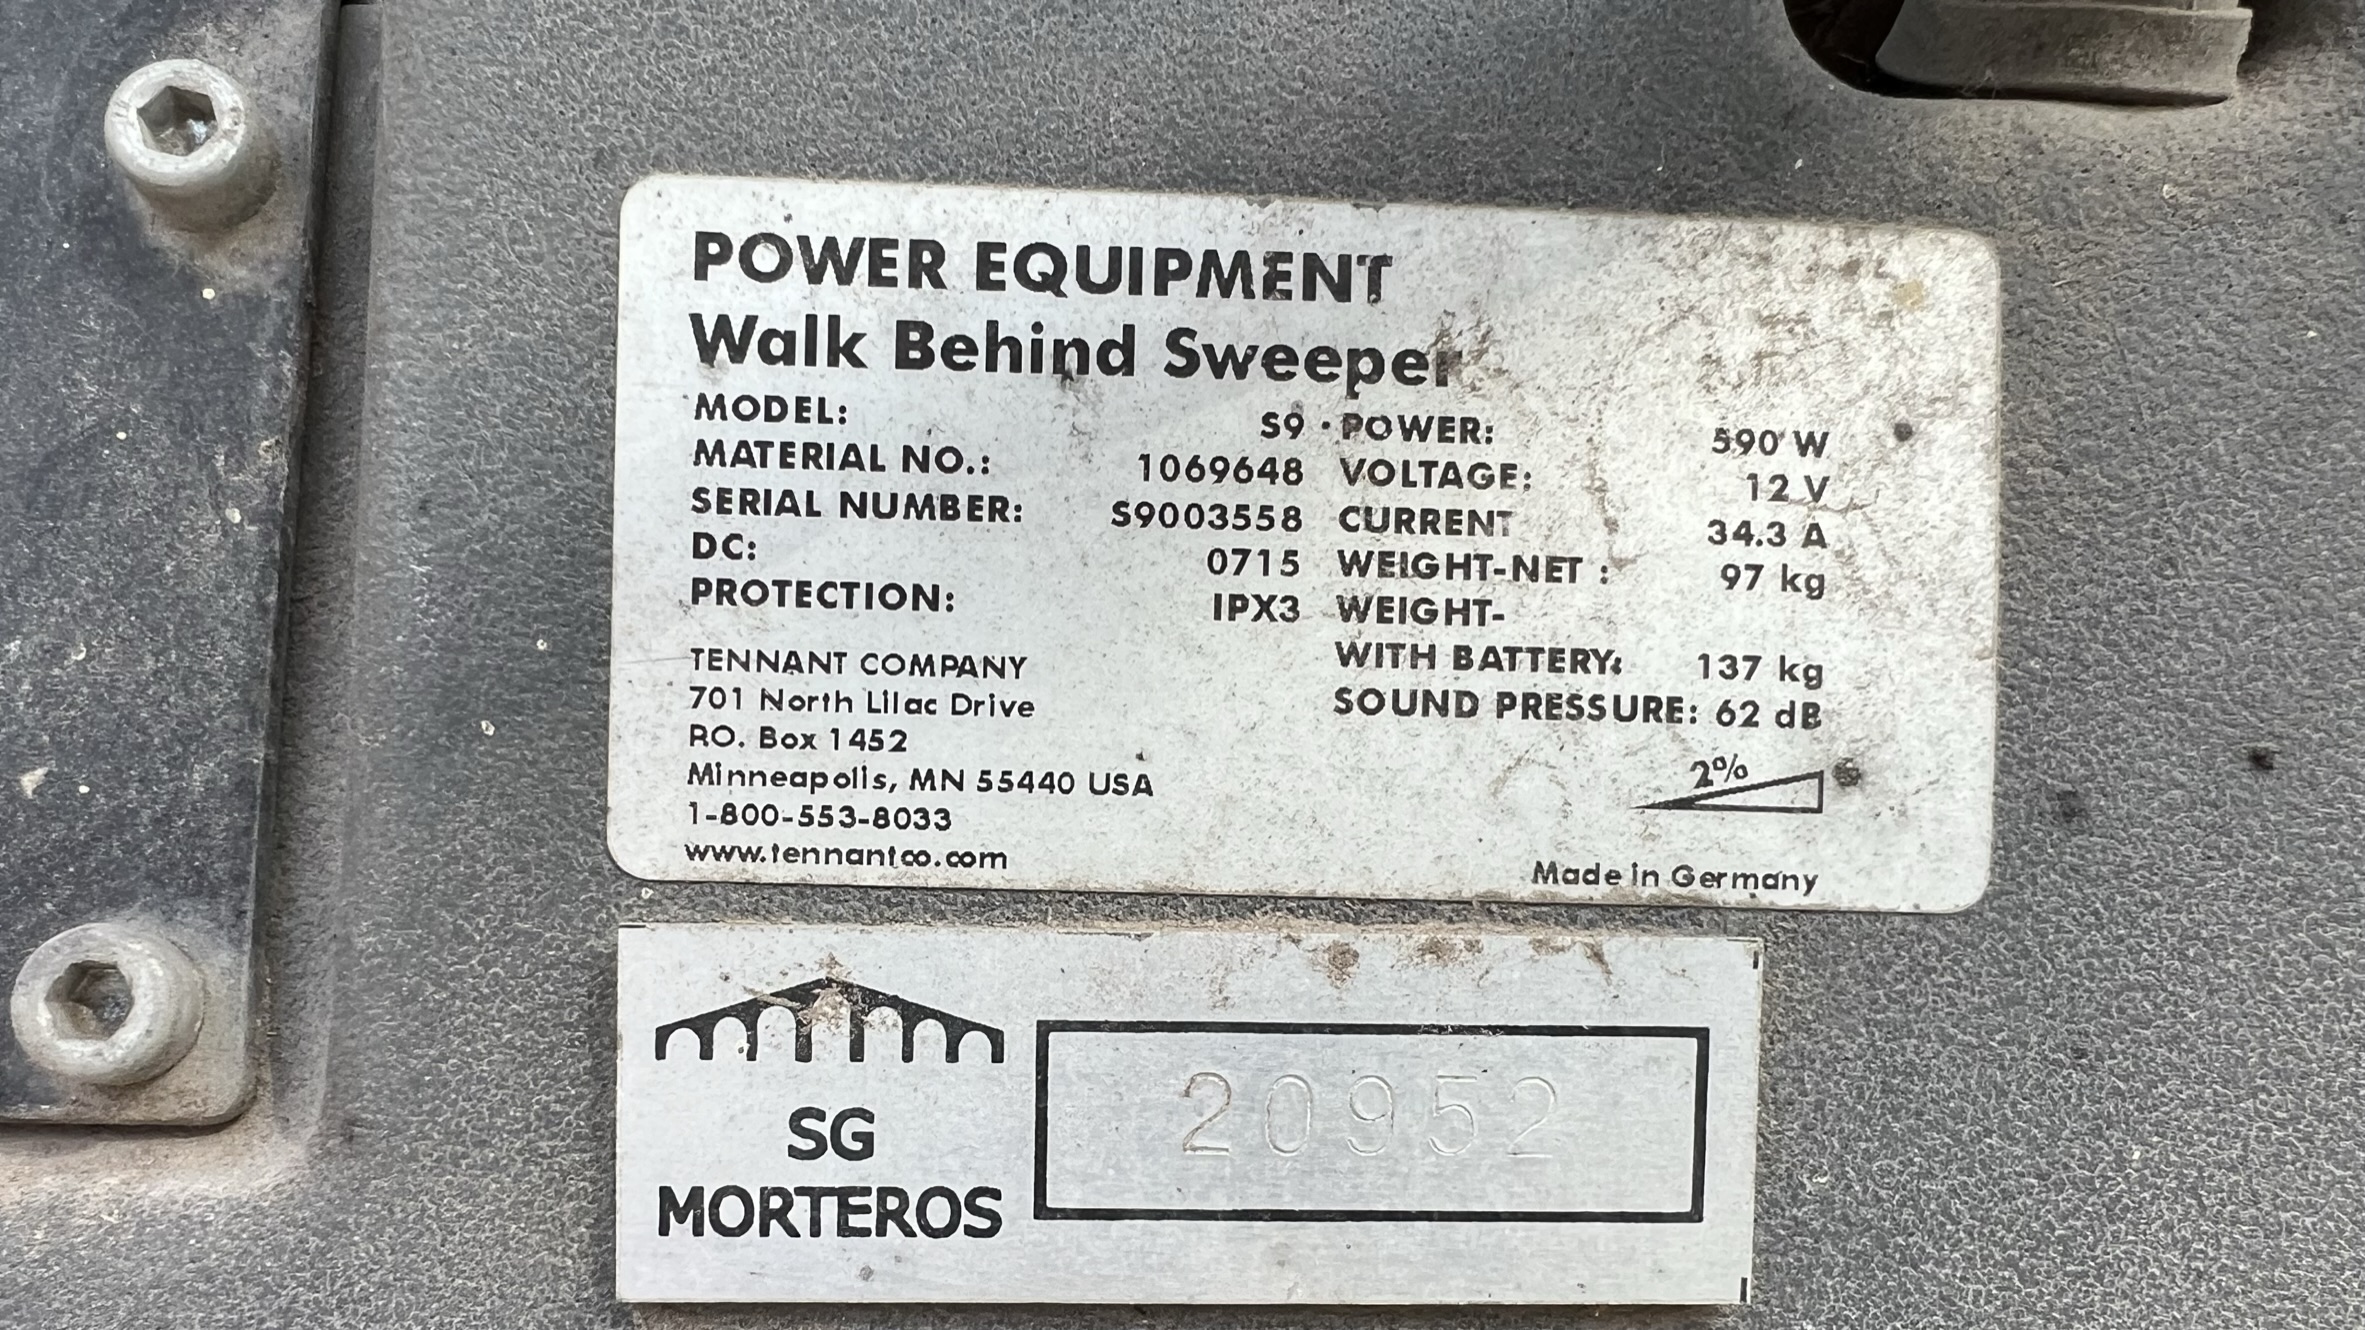 POWER EQUIPMENT
Walk Behind Sweeper
MODEL: S9
MATERIAL NO.: 1069648
SERIAL NUMBER: S9003558
DC: 0715
PROTECTION: IPX3
POWER: 590 W
VOLTAGE: 12 V
CURRENT 34.3 A
WEIGHT-NET : 97 kg
WEIGHT-
WITH BATTERY: 137 kg
SOUND PRESSURE: 62 dB
2%
TENNANT COMPANY
701 North Lilac Drive
P.O. Box 1452
Minneapolis, MN 55440 USA
1-800-553-8033
www.tennantco.com
Made in Germany
SG
MORTEROS
20952